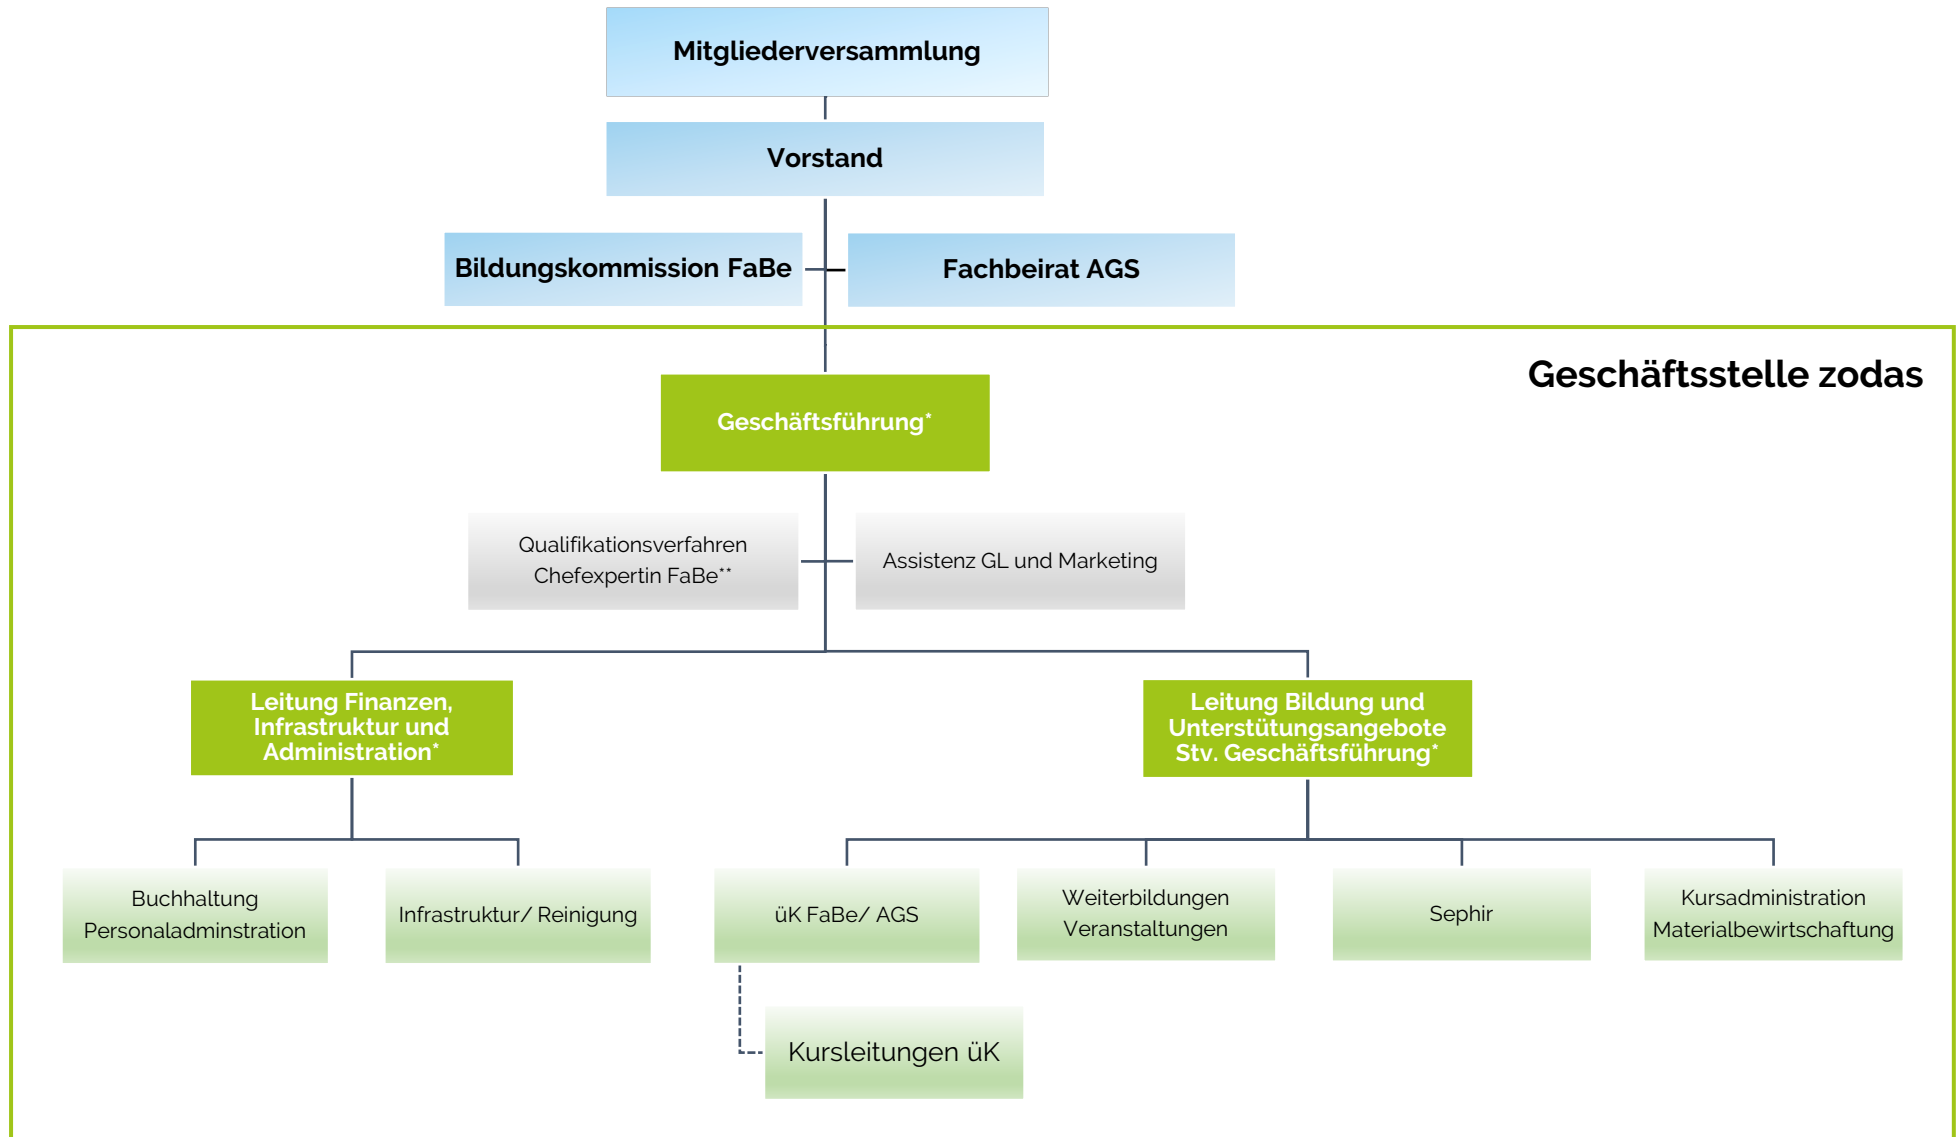 Mitgliederversammlung
Vorstand
Bildungskommission FaBe
Fachbeirat AGS
Geschäftsstelle zodas
Geschäftsführung*
Qualifikationsverfahren
Chefexpertin FaBe**
Assistenz GL und Marketing
Leitung Finanzen,
Infrastruktur und
Administration*
Leitung Bildung und
Unterstütungsangebote
Stv. Geschäftsführung*
Buchhaltung
Personaladminstration
Infrastruktur/ Reinigung
üK FaBe/ AGS
Weiterbildungen
Veranstaltungen
Sephir
Kursadministration
Materialbewirtschaftung
Kursleitungen üK